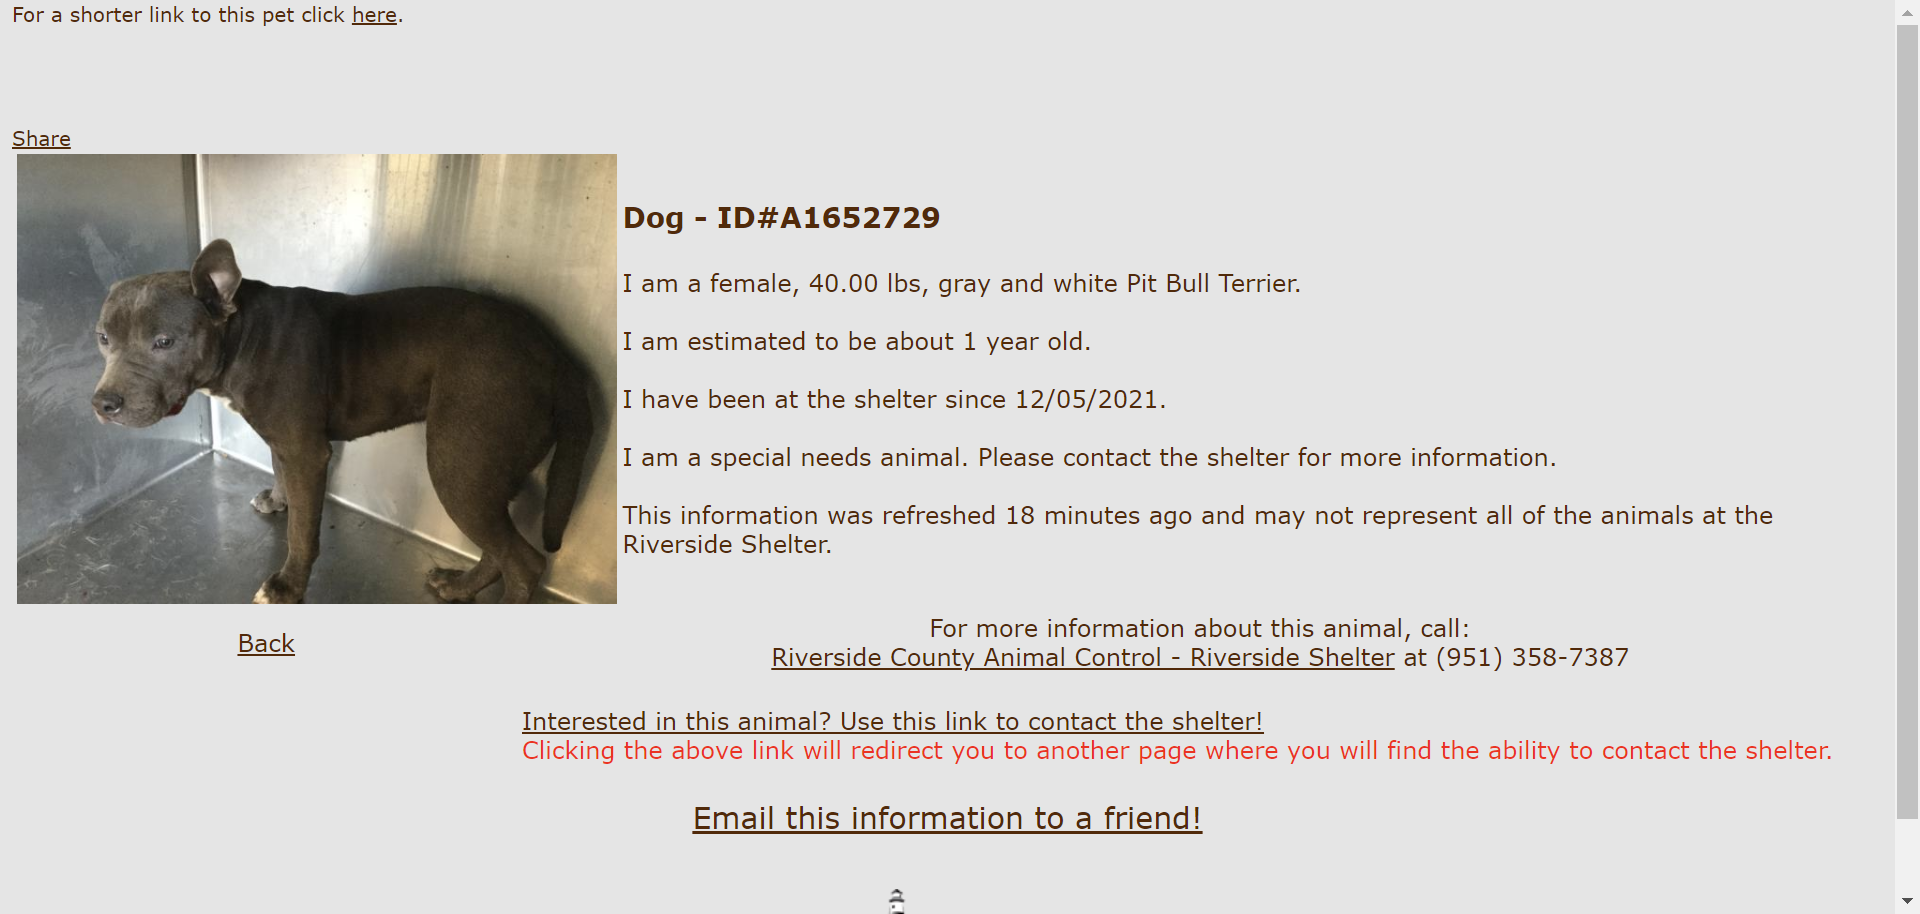 For a shorter link to this pet click here.
Share
Dog - ID#A1652729
I am a female, 40.00 lbs, gray and white Pit Bull Terrier.
I am estimated to be about 1 year old.
I have been at the shelter since 12/05/2021.
I am a special needs animal. Please contact the shelter for more information.
This information was refreshed 18 minutes ago and may not represent all of the animals at the
Riverside Shelter.
Back
For more information about this animal, call:
Riverside County Animal Control - Riverside Shelter at (951) 358-7387
Interested in this animal? Use this link to contact the shelter!
Clicking the above link will redirect you to another page where you will find the ability to contact the shelter.
Email this information to a friend!